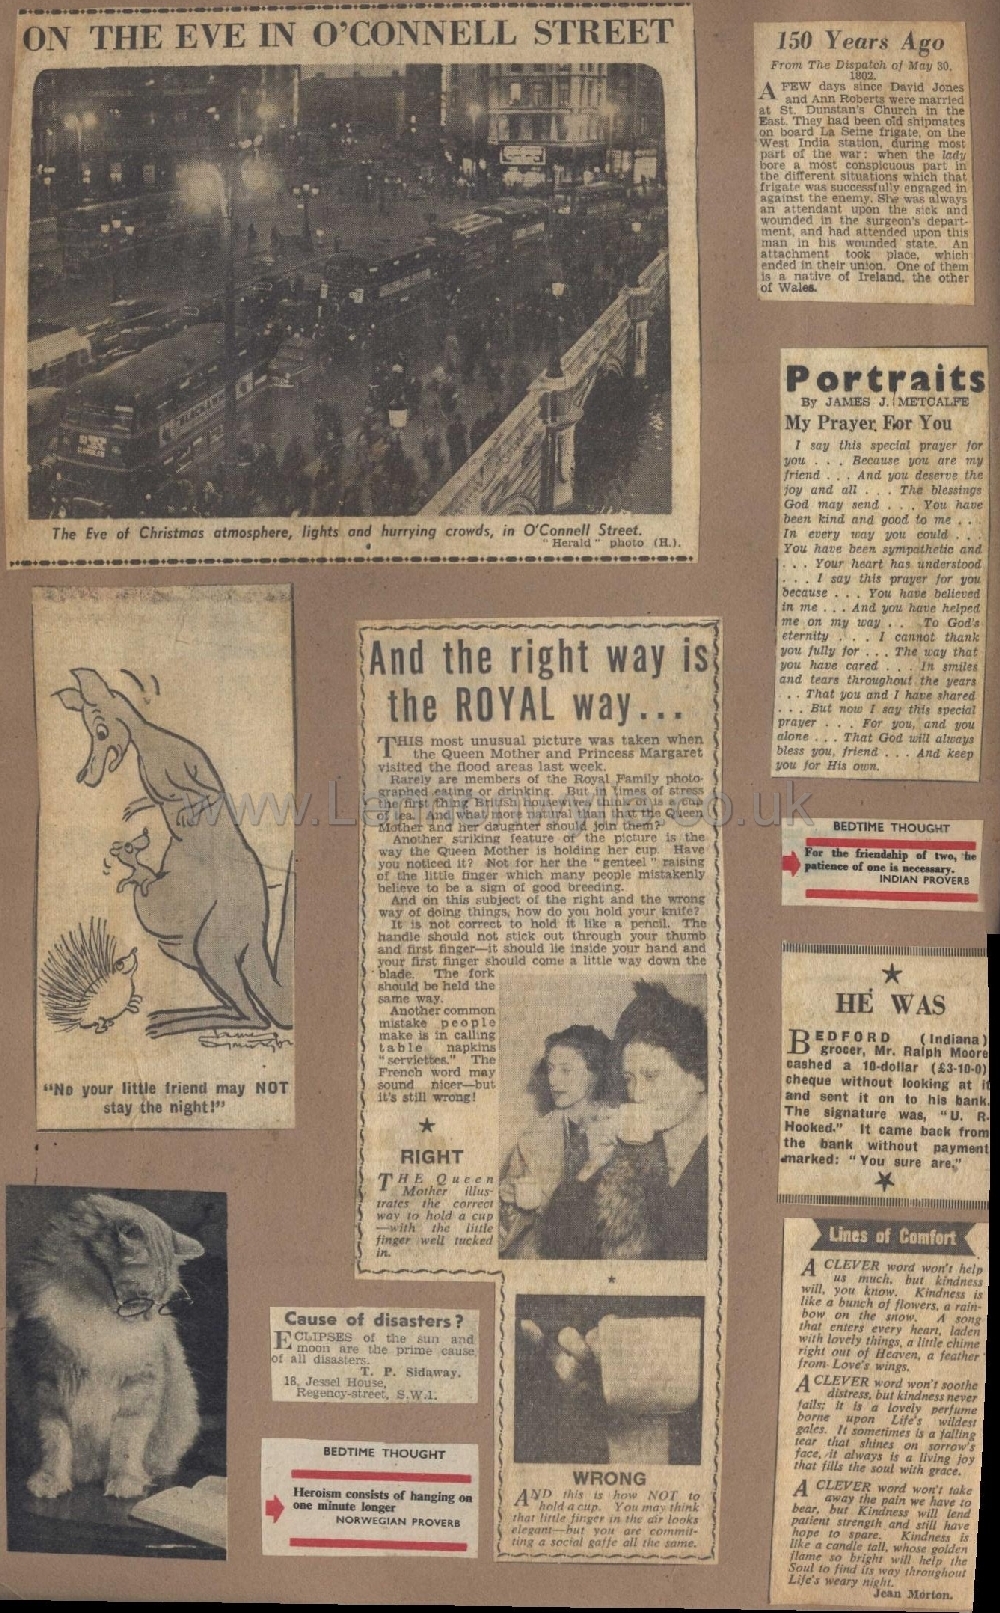 ON THE EVE IN O'CONNELL STREET
The Eve of Christmas atmosphere, lights and hurrying crowds, in O'Connell Street.
"Herald" photo (H.).
150 Years Ago
From The Dispatch of May 30,
1802.
A FEW days since David Jones
and Ann Roberts were married
at St. Dunstan's Church in the
East. They had been old shipmates
on board La Seine frigate, on the
West India station, during most
part of the war: when the lady
bore a most conspicuous part in
the different situations which that
frigate was successfully engaged in
against the enemy. She was always
an attendant upon the sick and
wounded in the surgeon's depart-
ment, and had attended upon this
man in his wounded state. An
attachment took place, which
ended in their union. One of them
is a native of Ireland, the other
of Wales.
Portraits
By JAMES J. METCALFE
My Prayer For You
I say this special prayer for
you . . . Because you are my
friend . . . And you deserve the
joy and all . . . The blessings
God may send . . . You have
been kind and good to me . . .
In every way you could . . .
You have been sympathetic and
. . . Your heart has understood
. . . I say this prayer for you
because . . . You have believed
in me . . . And you have helped
me on my way . . . To God's
eternity . . . I cannot thank
you fully for . . . The way that
you have cared . . . In smiles
and tears throughout the years
. . . That you and I have shared
. . . But now I say this special
prayer . . . For you, and you
alone . . . That God will always
bless you, friend . . . And keep
you for His own.
"No your little friend may NOT
stay the night!"
And the right way is
the ROYAL way...
THIS most unusual picture was taken when
the Queen Mother and Princess Margaret
visited the flood areas last week.
Rarely are members of the Royal Family photo-
graphed eating or drinking. But in times of stress
the first thing British housewives think of is a cup
of tea. And what more natural than that the Queen
Mother and her daughter should join them?
Another striking feature of the picture is the
way the Queen Mother is holding her cup. Have
you noticed it? Not for her the "genteel" raising
of the little finger which many people mistakenly
believe to be a sign of good breeding.
And on this subject of the right and the wrong
way of doing things, how do you hold your knife?
It is not correct to hold it like a pencil. The
handle should not stick out through your thumb
and first finger—it should lie inside your hand and
your first finger should come a little way down the
blade. The fork
should be held the
same way.
Another common
mistake people
make is in calling
table napkins
"serviettes." The
French word may
sound nicer—but
it's still wrong!
RIGHT
THE Queen
Mother illus-
trates the correct
way to hold a cup
—with the little
finger well tucked
in.
WRONG
AND this is how NOT to
hold a cup. You may think
that little finger in the air looks
elegant—but you are commit-
ting a social gaffe all the same.
BEDTIME THOUGHT
For the friendship of two, the
patience of one is necessary.
INDIAN PROVERB
HE WAS
BEDFORD (Indiana)
grocer, Mr. Ralph Moore
cashed a 10-dollar (£3-10-0)
cheque without looking at it
and sent it on to his bank.
The signature was, "U. R.
Hooked." It came back from
the bank without payment
marked: "You sure are,"
Lines of Comfort
A CLEVER word won't help
us much, but kindness
will, you know. Kindness is
like a bunch of flowers, a rain-
bow on the snow. A song
that enters every heart, laden
with lovely things, a little chime
right out of Heaven, a feather
from Love's wings.
A CLEVER word won't soothe
distress, but kindness never
fails; it is a lovely perfume
borne upon Life's wildest
gales. It sometimes is a falling
tear that shines on sorrow's
face, it always is a living joy
that fills the soul with grace.
A CLEVER word won't take
away the pain we have to
bear, but Kindness will lend
patient strength and still have
hope to spare. Kindness is
like a candle tall, whose golden
flame so bright will help the
Soul to find its way throughout
Life's weary night.
Jean Morton.
Cause of disasters?
ECLIPSES of the sun and
moon are the prime cause
of all disasters.
T. P. Sidaway.
18, Jessel House,
Regency-street, S.W.1.
BEDTIME THOUGHT
Heroism consists of hanging on
one minute longer
NORWEGIAN PROVERB